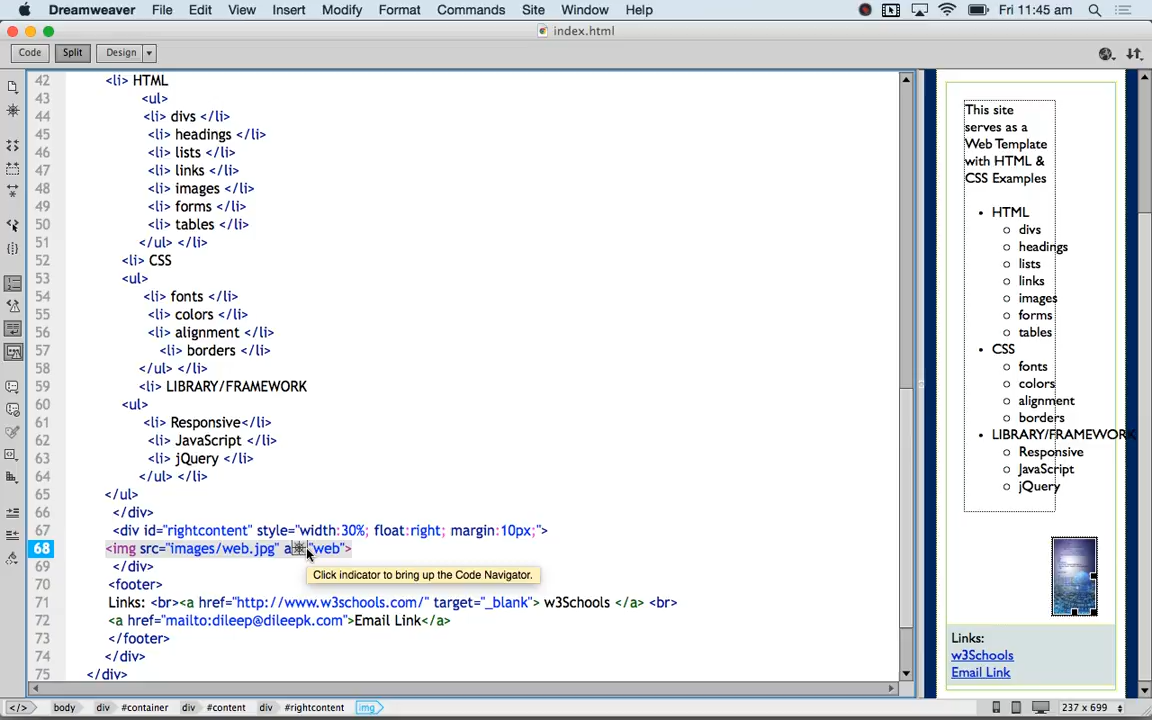 Dreamweaver File Edit View Insert Modify Format Commands Site Window Help Fri 11:45 am
index.html
Code Split Design
42 <li> HTML
43 <ul>
44 <li> divs </li>
45 <li> headings </li>
46 <li> lists </li>
47 <li> links </li>
48 <li> images </li>
49 <li> forms </li>
50 <li> tables </li>
51 </ul> </li>
52 <li> CSS
53 <ul>
54 <li> fonts </li>
55 <li> colors </li>
56 <li> alignment </li>
57 <li> borders </li>
58 </ul> </li>
59 <li> LIBRARY/FRAMEWORK
60 <ul>
61 <li> Responsive</li>
62 <li> JavaScript </li>
63 <li> jQuery </li>
64 </ul> </li>
65 </ul>
66 </div>
67 <div id="rightcontent" style="width:30%; float:right; margin:10px;">
68 <img src="images/web.jpg" a "web">
Click indicator to bring up the Code Navigator.
69 </div>
70 <footer>
71 Links: <br><a href="http://www.w3schools.com/" target="_blank"> w3Schools </a> <br>
72 <a href="mailto:dileep@dileepk.com">Email Link</a>
73 </footer>
74 </div>
75 </div>
This site
serves as a
Web Template
with HTML &
CSS Examples
• HTML
○ divs
○ headings
○ lists
○ links
○ images
○ forms
○ tables
• CSS
○ fonts
○ colors
○ alignment
○ borders
• LIBRARY/FRAMEWORK
○ Responsive
○ JavaScript
○ jQuery
Links:
w3Schools
Email Link
</> body div #container div #content div #rightcontent img 237 x 699